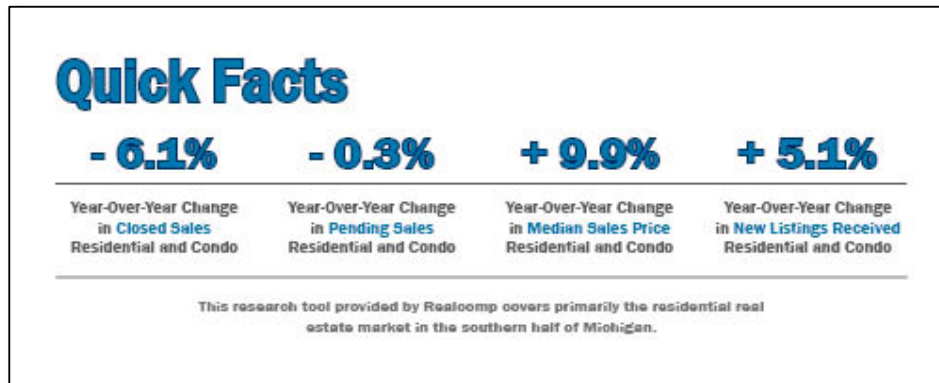 Quick Facts
- 6.1% - 0.3% + 9.9% + 5.1%
Year-Over-Year Change
in Closed Sales
Residential and Condo
Year-Over-Year Change
in Pending Sales
Residential and Condo
Year-Over-Year Change
in Median Sales Price
Residential and Condo
Year-Over-Year Change
in New Listings Received
Residential and Condo
This research tool provided by Realcomp covers primarily the residential real
estate market in the southern half of Michigan.